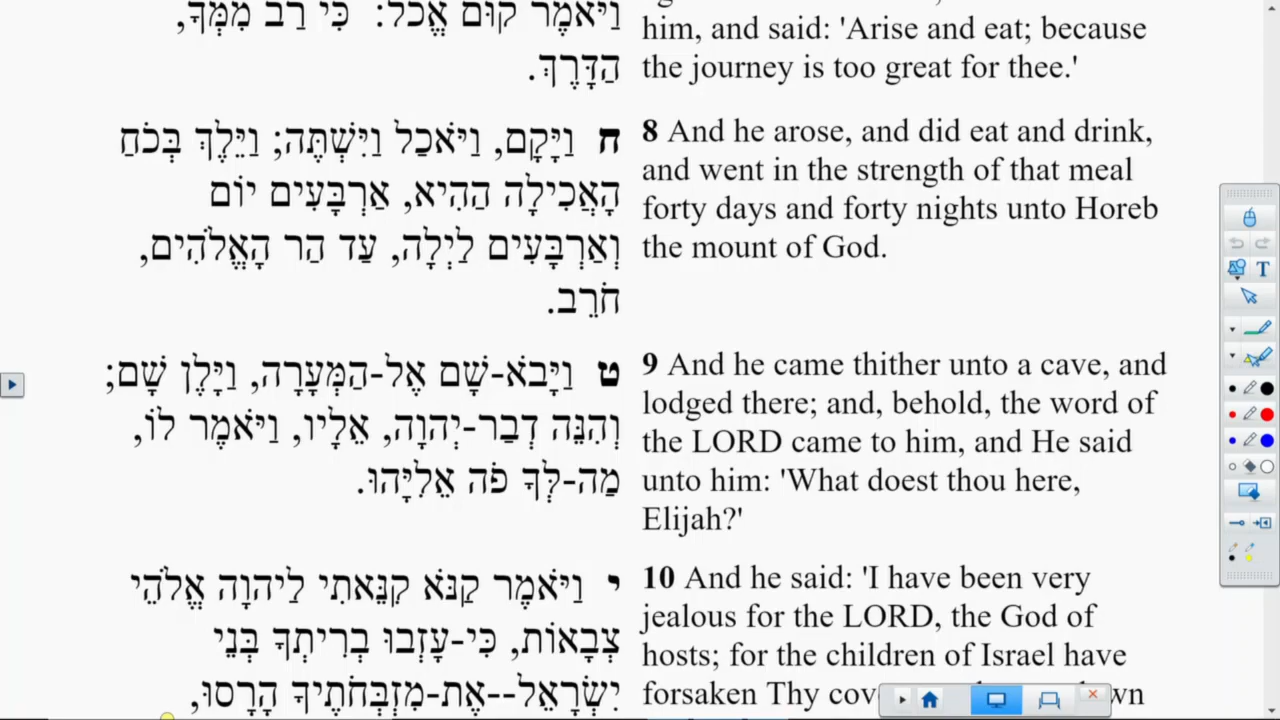 וַיֹּאמֶר קוּם אֱכֹל: כִּי רַב מִמְּךָ,
הַדָּרֶךְ.
him, and said: 'Arise and eat; because
the journey is too great for thee.'
ח וַיָּקָם, וַיֹּאכַל וַיִּשְׁתֶּה; וַיֵּלֶךְ בְּכֹחַ
הָאֲכִילָה הַהִיא, אַרְבָּעִים יוֹם
וְאַרְבָּעִים לַיְלָה, עַד הַר הָאֱלֹהִים,
חֹרֵב.
8 And he arose, and did eat and drink,
and went in the strength of that meal
forty days and forty nights unto Horeb
the mount of God.
ט וַיָּבֹא-שָׁם אֶל-הַמְּעָרָה, וַיָּלֶן שָׁם;
וְהִנֵּה דְבַר-יְהוָה, אֵלָיו, וַיֹּאמֶר לוֹ,
מַה-לְּךָ פֹה אֵלִיָּהוּ.
9 And he came thither unto a cave, and
lodged there; and, behold, the word of
the LORD came to him, and He said
unto him: 'What doest thou here,
Elijah?'
י וַיֹּאמֶר קַנֹּא קִנֵּאתִי לַיהוָה אֱלֹהֵי
צְבָאוֹת, כִּי-עָזְבוּ בְרִיתְךָ בְּנֵי
יִשְׂרָאֵל--אֶת-מִזְבְּחֹתֶיךָ הָרָסוּ,
10 And he said: 'I have been very
jealous for the LORD, the God of
hosts; for the children of Israel have
forsaken Thy
T